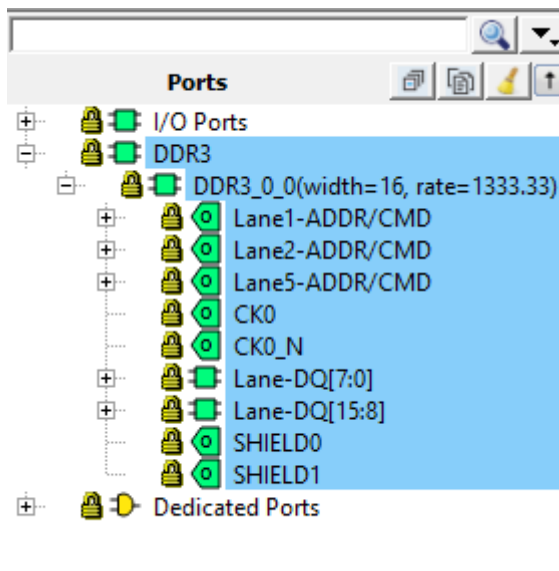 Ports
I/O Ports
DDR3
DDR3_0_0(width=16, rate=1333.33)
Lane1-ADDR/CMD
Lane2-ADDR/CMD
Lane5-ADDR/CMD
CK0
CK0_N
Lane-DQ[7:0]
Lane-DQ[15:8]
SHIELD0
SHIELD1
Dedicated Ports